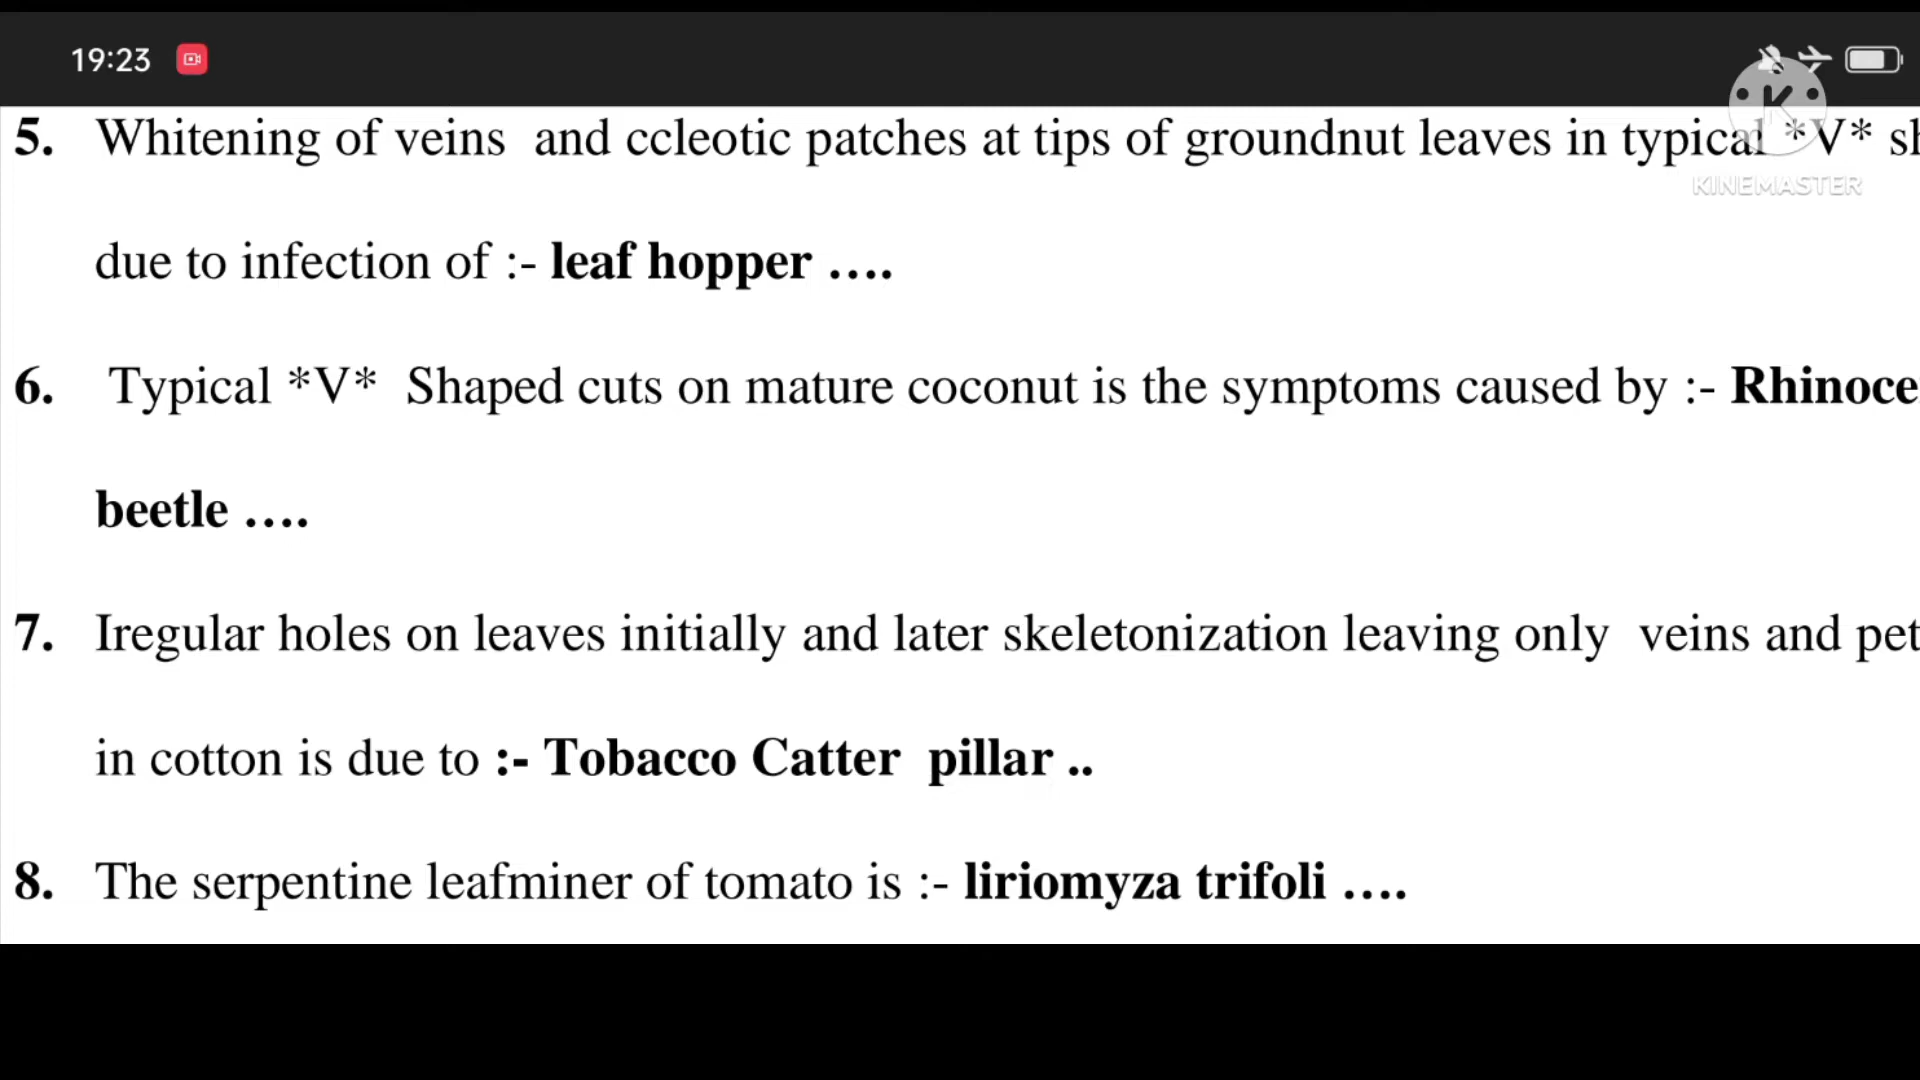 19:23
5. Whitening of veins and ccleotic patches at tips of groundnut leaves in typical *V*
KINEMASTER
due to infection of :- leaf hopper ....
6. Typical *V* Shaped cuts on mature coconut is the symptoms caused by :-
beetle ....
7. Iregular holes on leaves initially and later skeletonization leaving only veins and
in cotton is due to :- Tobacco Catter pillar ..
8. The serpentine leafminer of tomato is :- liriomyza trifoli ....